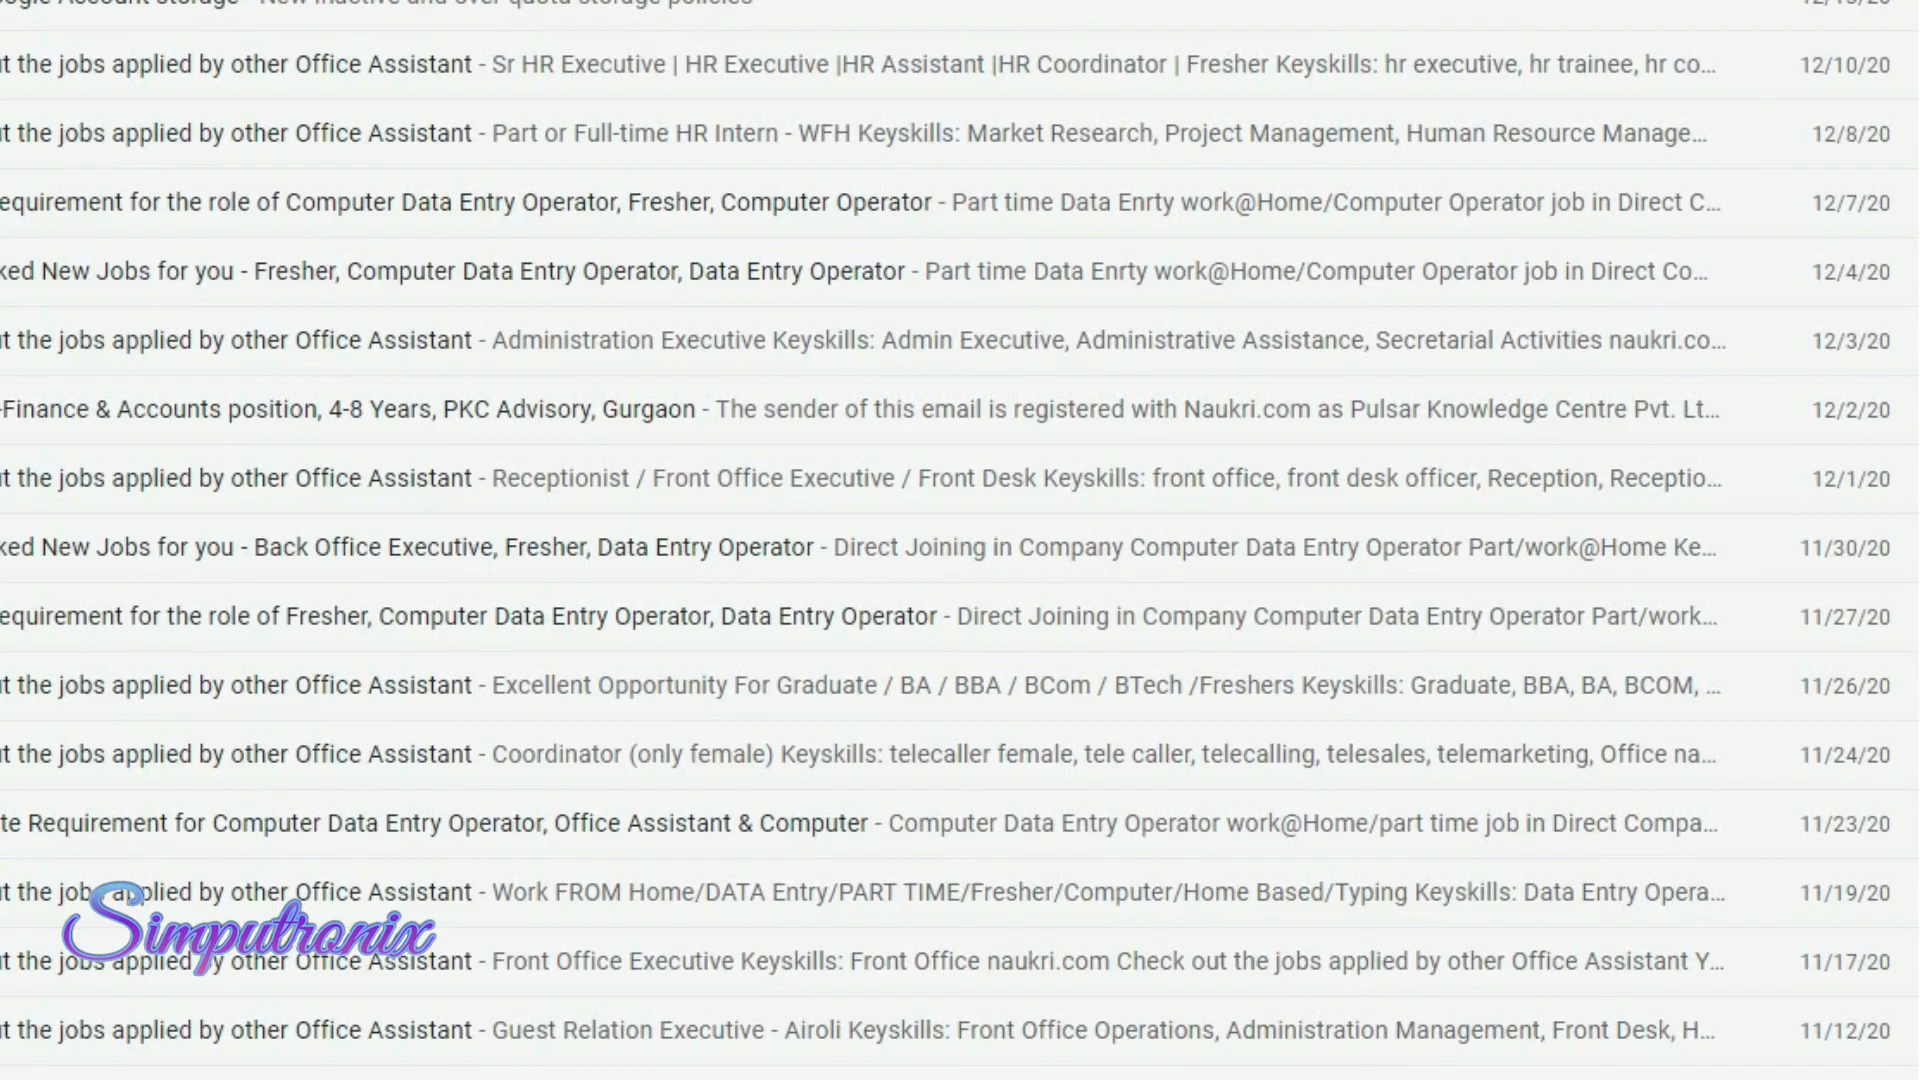 Account storage - New inactive and over quota storage policies
t the jobs applied by other Office Assistant - Sr HR Executive | HR Executive |HR Assistant |HR Coordinator | Fresher Keyskills: hr executive, hr trainee, hr co... 12/10/20
t the jobs applied by other Office Assistant - Part or Full-time HR Intern - WFH Keyskills: Market Research, Project Management, Human Resource Manage... 12/8/20
equirement for the role of Computer Data Entry Operator, Fresher, Computer Operator - Part time Data Enrty work@Home/Computer Operator job in Direct C... 12/7/20
ked New Jobs for you - Fresher, Computer Data Entry Operator, Data Entry Operator - Part time Data Enrty work@Home/Computer Operator job in Direct Co... 12/4/20
t the jobs applied by other Office Assistant - Administration Executive Keyskills: Admin Executive, Administrative Assistance, Secretarial Activities naukri.co... 12/3/20
-Finance & Accounts position, 4-8 Years, PKC Advisory, Gurgaon - The sender of this email is registered with Naukri.com as Pulsar Knowledge Centre Pvt. Lt... 12/2/20
t the jobs applied by other Office Assistant - Receptionist / Front Office Executive / Front Desk Keyskills: front office, front desk officer, Reception, Receptio... 12/1/20
ked New Jobs for you - Back Office Executive, Fresher, Data Entry Operator - Direct Joining in Company Computer Data Entry Operator Part/work@Home Ke... 11/30/20
equirement for the role of Fresher, Computer Data Entry Operator, Data Entry Operator - Direct Joining in Company Computer Data Entry Operator Part/work... 11/27/20
t the jobs applied by other Office Assistant - Excellent Opportunity For Graduate / BA / BBA / BCom / BTech /Freshers Keyskills: Graduate, BBA, BA, BCOM, ... 11/26/20
t the jobs applied by other Office Assistant - Coordinator (only female) Keyskills: telecaller female, tele caller, telecalling, telesales, telemarketing, Office na... 11/24/20
te Requirement for Computer Data Entry Operator, Office Assistant & Computer - Computer Data Entry Operator work@Home/part time job in Direct Compa... 11/23/20
t the jobs applied by other Office Assistant - Work FROM Home/DATA Entry/PART TIME/Fresher/Computer/Home Based/Typing Keyskills: Data Entry Opera... 11/19/20
Simputronix
t the jobs applied by other Office Assistant - Front Office Executive Keyskills: Front Office naukri.com Check out the jobs applied by other Office Assistant Y... 11/17/20
t the jobs applied by other Office Assistant - Guest Relation Executive - Airoli Keyskills: Front Office Operations, Administration Management, Front Desk, H... 11/12/20